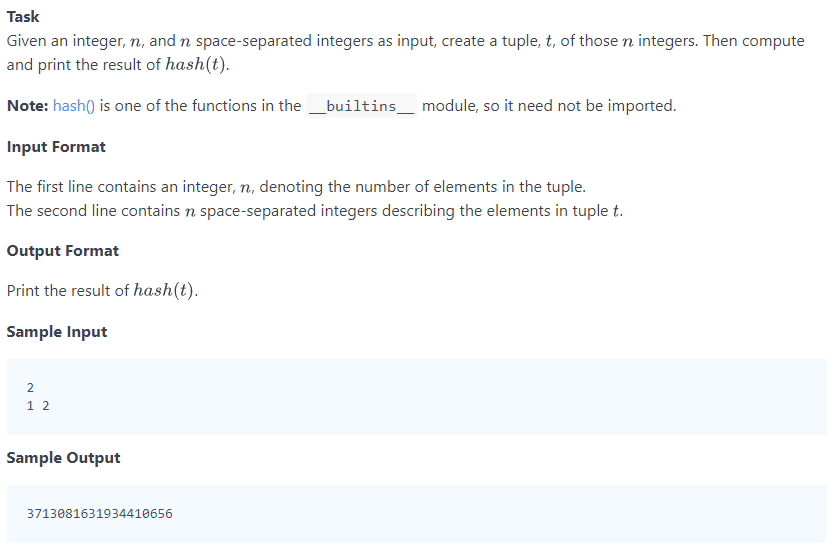 Task
Given an integer, n, and n space-separated integers as input, create a tuple, t, of those n integers. Then compute
and print the result of hash(t).
Note: hash() is one of the functions in the __builtins__ module, so it need not be imported.
Input Format
The first line contains an integer, n, denoting the number of elements in the tuple.
The second line contains n space-separated integers describing the elements in tuple t.
Output Format
Print the result of hash(t).
Sample Input
2
1 2
Sample Output
3713081631934410656